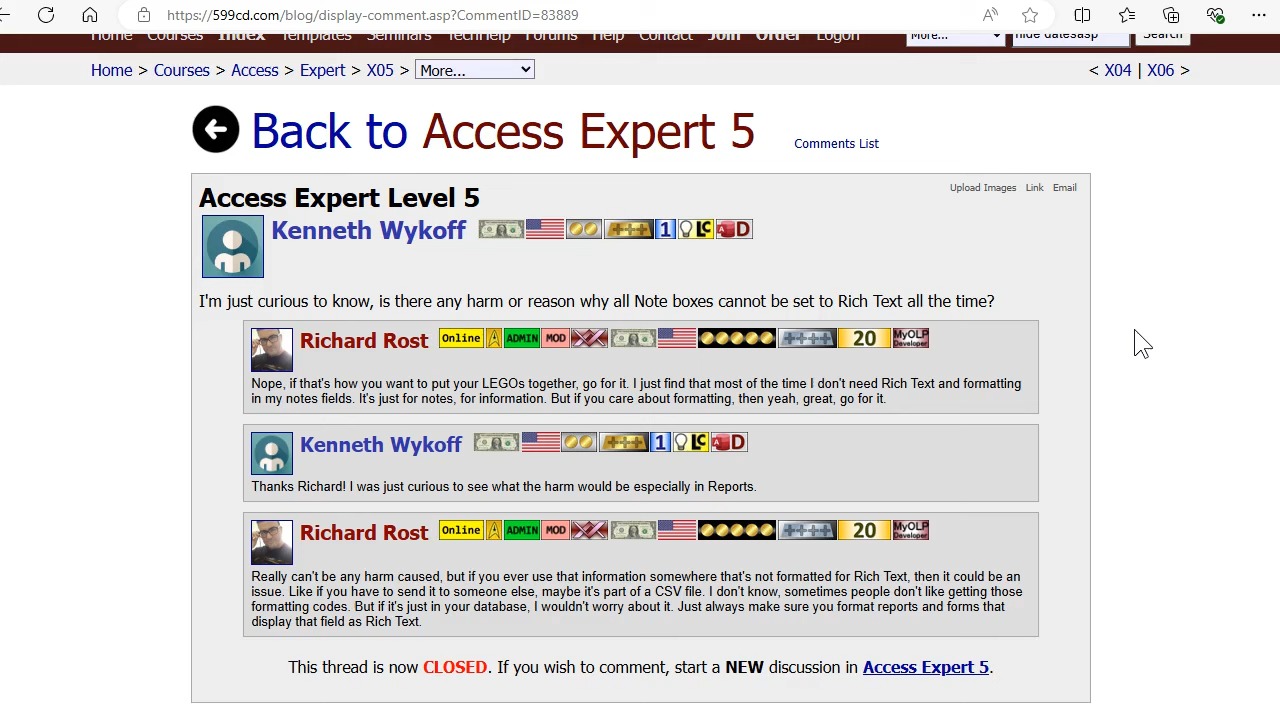 https://599cd.com/blog/display-comment.asp?CommentID=83889
Home Courses Index Templates Seminars TechHelp Forums Help Contact Join Order Logon More... hide datesasp Search
Home > Courses > Access > Expert > X05 > More... < X04 | X06 >
Back to Access Expert 5 Comments List
Access Expert Level 5 Upload Images Link Email
Kenneth Wykoff 1 LC A D
I'm just curious to know, is there any harm or reason why all Note boxes cannot be set to Rich Text all the time?
Richard Rost Online ADMIN MOD 20 MyOLP Developer
Nope, if that's how you want to put your LEGOs together, go for it. I just find that most of the time I don't need Rich Text and formatting
in my notes fields. It's just for notes, for information. But if you care about formatting, then yeah, great, go for it.
Kenneth Wykoff 1 LC A D
Thanks Richard! I was just curious to see what the harm would be especially in Reports.
Richard Rost Online ADMIN MOD 20 MyOLP Developer
Really can't be any harm caused, but if you ever use that information somewhere that's not formatted for Rich Text, then it could be an
issue. Like if you have to send it to someone else, maybe it's part of a CSV file. I don't know, sometimes people don't like getting those
formatting codes. But if it's just in your database, I wouldn't worry about it. Just always make sure you format reports and forms that
display that field as Rich Text.
This thread is now CLOSED. If you wish to comment, start a NEW discussion in Access Expert 5.